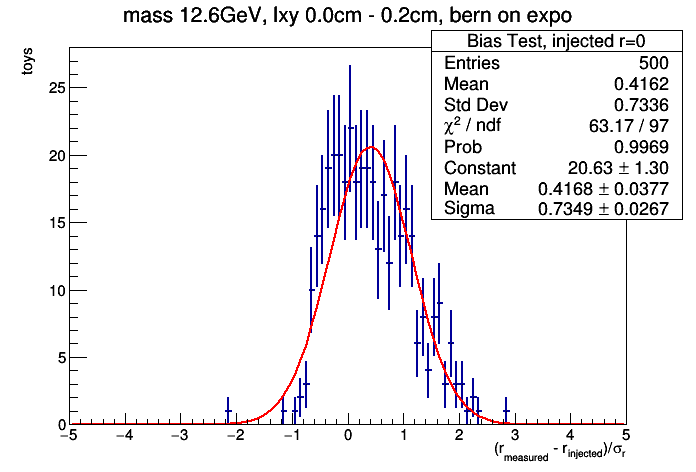 mass 12.6GeV, lxy 0.0cm - 0.2cm, bern on expo
Bias Test, injected r=0
Entries 500
Mean 0.4162
Std Dev 0.7336
χ² / ndf 63.17 / 97
Prob 0.9969
Constant 20.63 ± 1.30
Mean 0.4168 ± 0.0377
Sigma 0.7349 ± 0.0267
toys
25
20
15
10
5
0
−5 −4 −3 −2 −1 0 1 2 3 4 5
(r_measured - r_injected)/σ_r